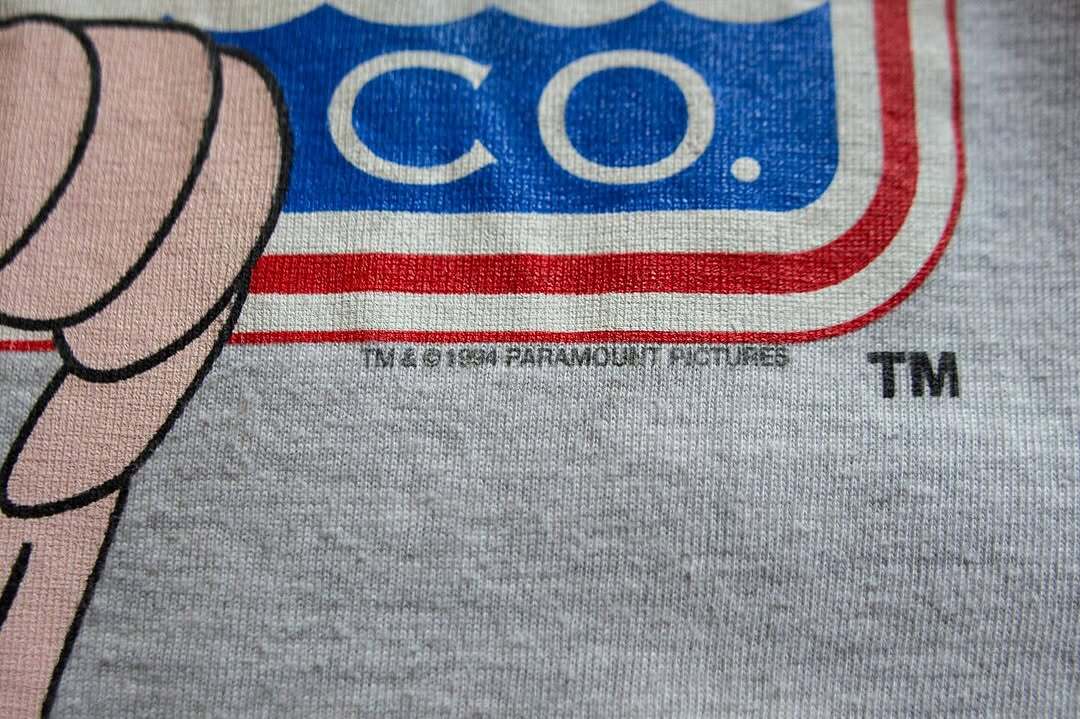 CO.
TM & © 1994 PARAMOUNT PICTURES
TM